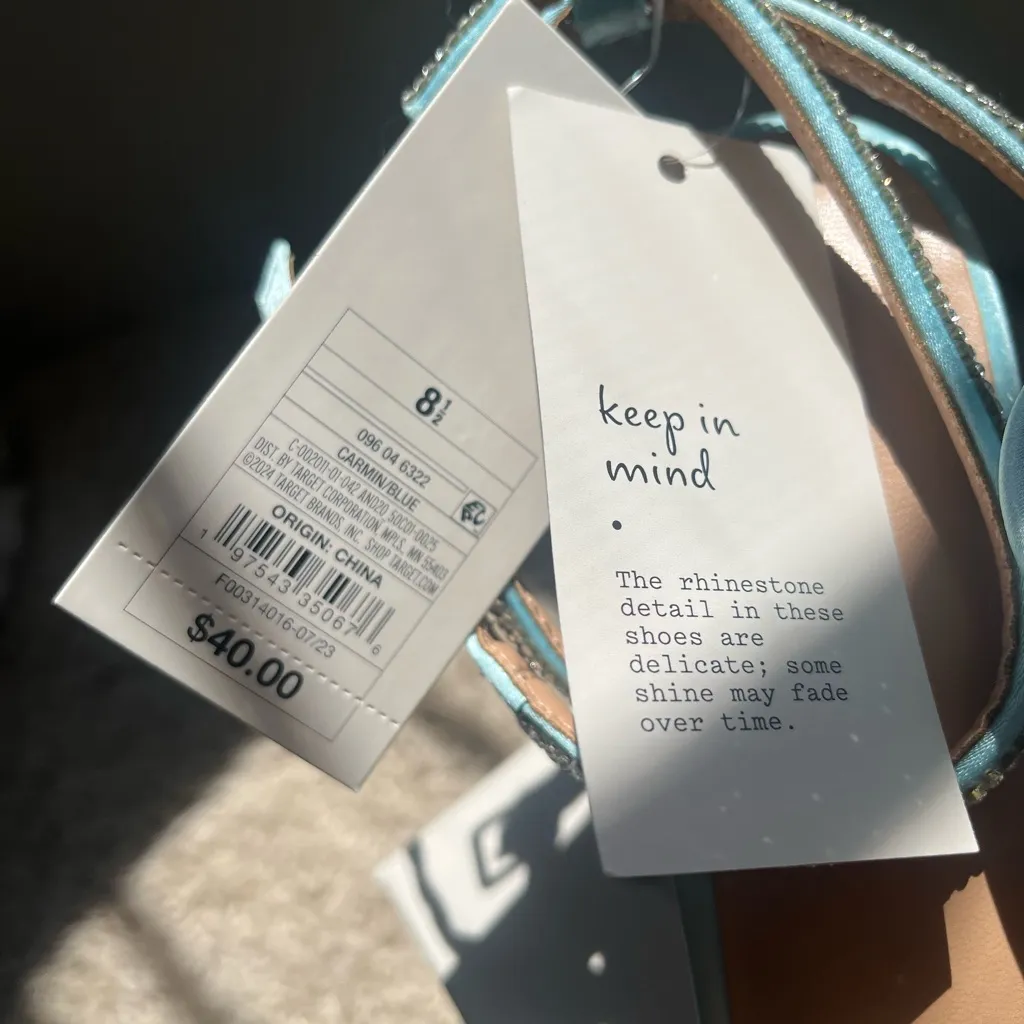 8½
096 04 6322
CARMIN/BLUE
C-002011-01-042 AND20 50C01-0025
DIST. BY TARGET CORPORATION, MPLS, MN 55403
©2024 TARGET BRANDS, INC. SHOP TARGET.COM
ORIGIN: CHINA
1 97543 35067 6
F00314016-07/23
$40.00
keep in
mind
The rhinestone
detail in these
shoes are
delicate; some
shine may fade
over time.